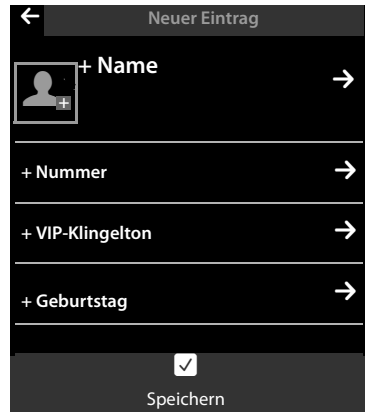 Neuer Eintrag
+ Name
+ Nummer
+ VIP-Klingelton
+ Geburtstag
Speichern